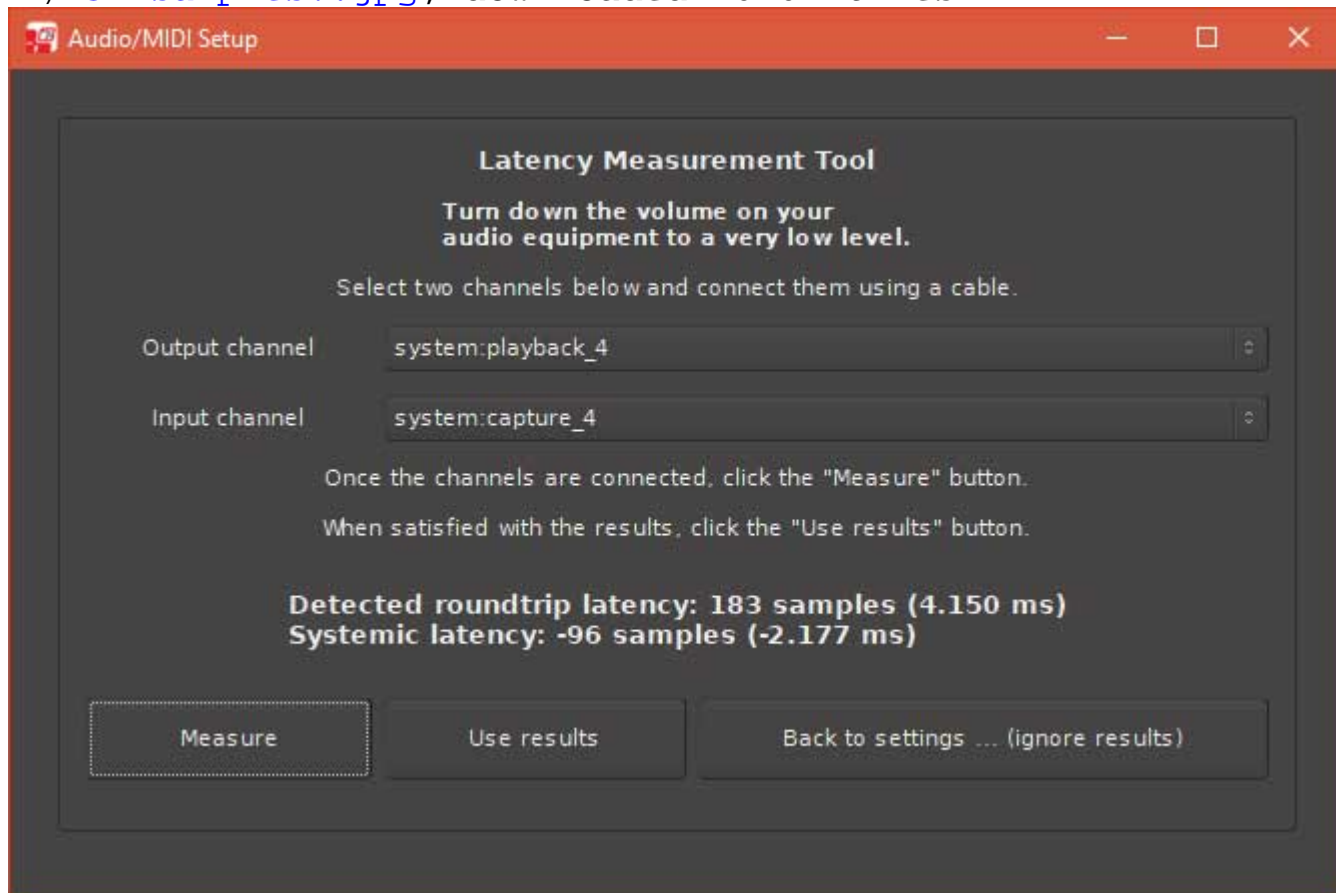 Audio/MIDI Setup
Latency Measurement Tool
Turn down the volume on your
audio equipment to a very low level.
Select two channels below and connect them using a cable.
Output channel system:playback_4
Input channel system:capture_4
Once the channels are connected, click the "Measure" button.
When satisfied with the results, click the "Use results" button.
Detected roundtrip latency: 183 samples (4.150 ms)
Systemic latency: -96 samples (-2.177 ms)
Measure Use results Back to settings ... (ignore results)